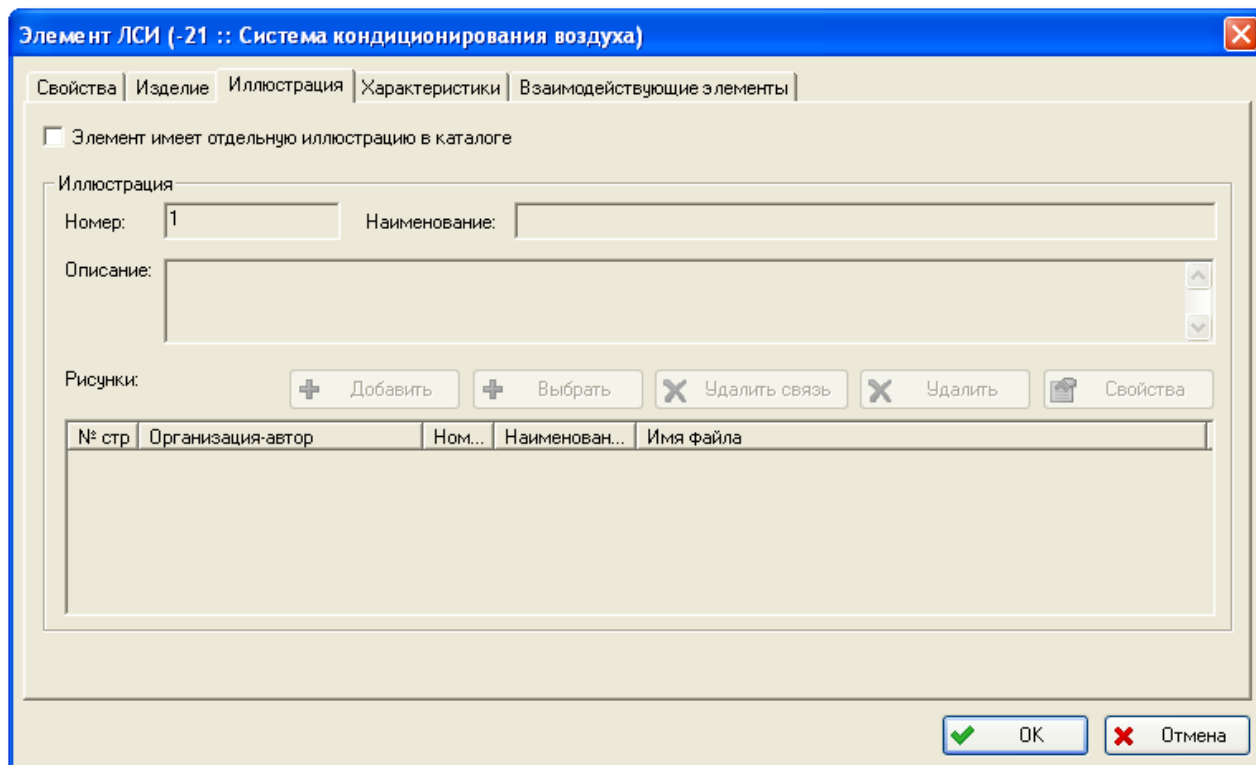 Элемент ЛСИ (-21 :: Система кондиционирования воздуха)
Свойства Изделие Иллюстрация Характеристики Взаимодействующие элементы
Элемент имеет отдельную иллюстрацию в каталоге
Иллюстрация
Номер: 1 Наименование:
Описание:
Рисунки: Добавить Выбрать Удалить связь Удалить Свойства
№ стр Организация-автор Ном... Наименован... Имя файла
OK Отмена